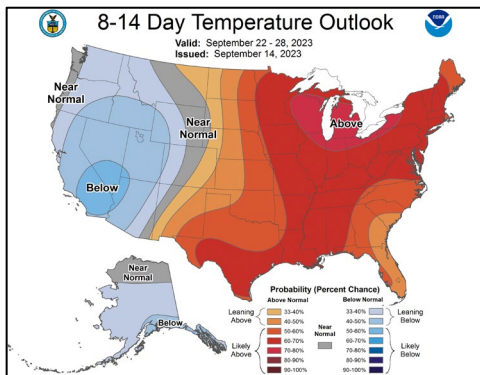 8-14 Day Temperature Outlook
Valid: September 22 - 28, 2023
Issued: September 14, 2023
NOAA
Near
Normal
Near
Normal
Above
Below
Near
Normal
Below
Probability (Percent Chance)
Above Normal
Below Normal
Leaning
Above
33-40%
40-50%
Likely
Above
50-60%
60-70%
70-80%
80-90%
90-100%
Near
Normal
33-40%
40-50%
Leaning
Below
50-60%
60-70%
70-80%
80-90%
90-100%
Likely
Below